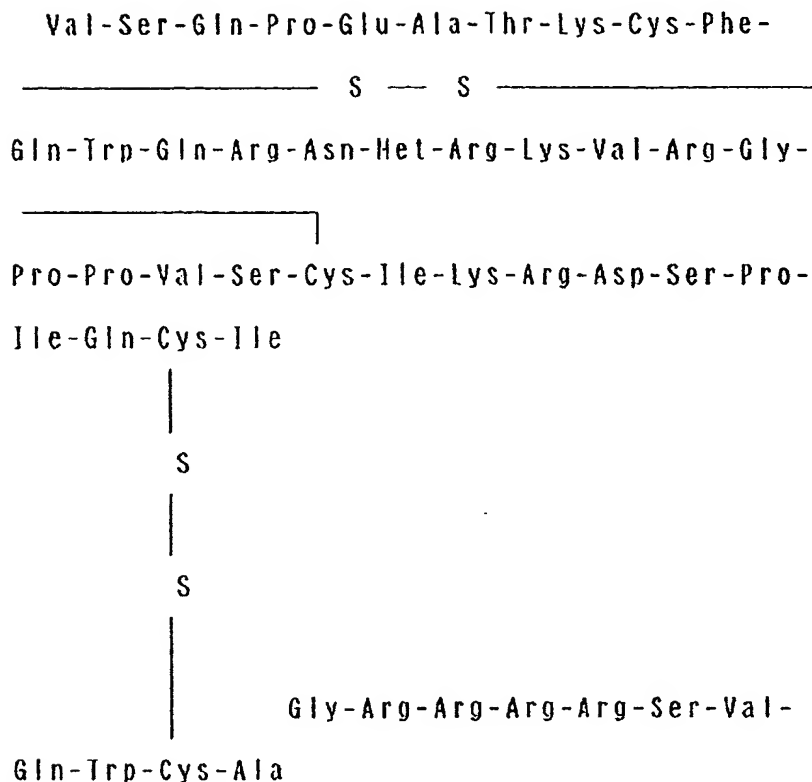 Val-Ser-Gln-Pro-Glu-Ala-Thr-Lys-Cys-Phe-
S — S
Gln-Trp-Gln-Arg-Asn-Het-Arg-Lys-Val-Arg-Gly-
Pro-Pro-Val-Ser-Cys-Ile-Lys-Arg-Asp-Ser-Pro-
Ile-Gln-Cys-Ile
S
S
Gly-Arg-Arg-Arg-Arg-Ser-Val-
Gln-Trp-Cys-Ala